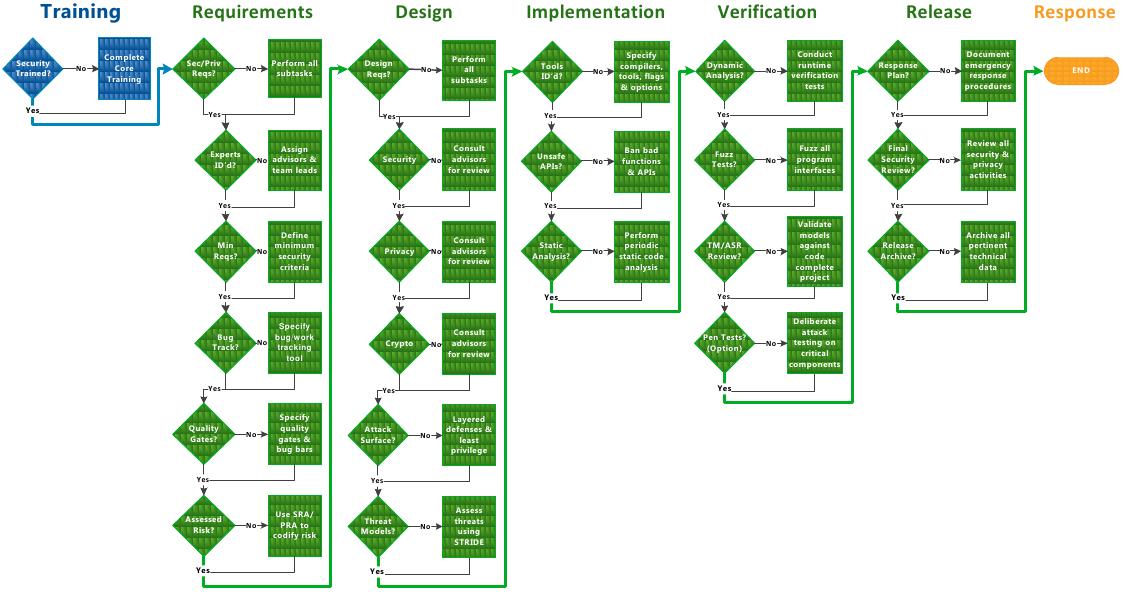 Training
Security
Trained?
No
Complete
Core
Training
Yes
Requirements
Sec/Priv
Reqs?
No
Perform all
subtasks
Yes
Experts
ID'd?
No
Assign
advisors &
team leads
Yes
Min
Reqs?
No
Define
minimum
security
criteria
Yes
Bug
Track?
No
Specify
bug/work
tracking
tool
Yes
Quality
Gates?
No
Specify
quality
gates &
bug bars
Yes
Assessed
Risk?
No
Use SRA/
PRA to
codify risk
Yes
Design
Design
Reqs?
No
Perform
all
subtasks
Yes
Security
No
Consult
advisors
for review
Yes
Privacy
No
Consult
advisors
for review
Yes
Crypto
No
Consult
advisors
for review
Yes
Attack
Surface?
No
Layered
defenses &
least
privilege
Yes
Threat
Models?
No
Assess
threats
using
STRIDE
Yes
Implementation
Tools
ID'd?
No
Specify
compilers,
tools, flags
& options
Yes
Unsafe
APIs?
No
Ban bad
functions
& APIs
Yes
Static
Analysis?
No
Perform
periodic
static code
analysis
Yes
Verification
Dynamic
Analysis?
No
Conduct
runtime
verification
tests
Yes
Fuzz
Tests?
No
Fuzz all
program
interfaces
Yes
TM/ASR
Review?
No
Validate
models
against
code
complete
project
Yes
Pen Tests?
(Option)
No
Deliberate
attack
testing on
critical
components
Yes
Release
Response
Plan?
No
Document
emergency
response
procedures
Yes
Final
Security
Review?
No
Review all
security &
privacy
activities
Yes
Release
Archive?
No
Archive all
pertinent
technical
data
Yes
Response
END